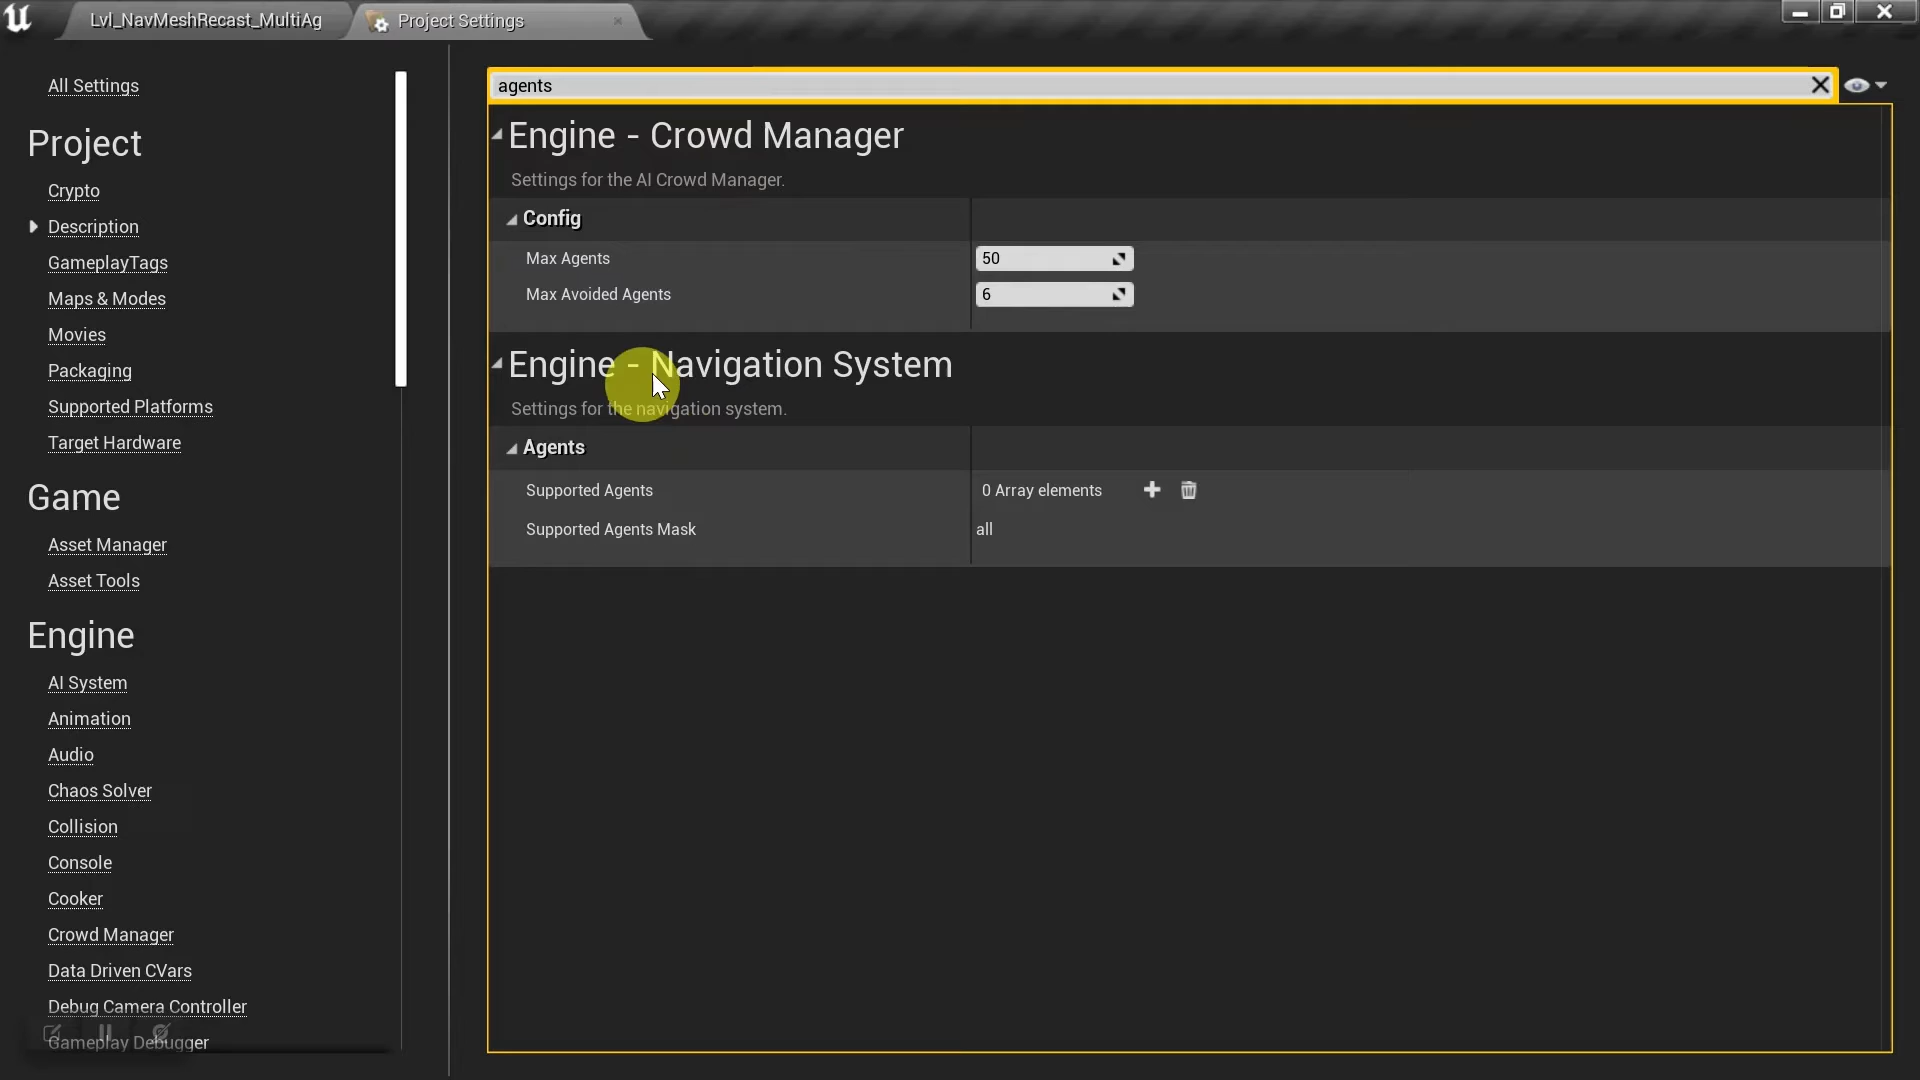 Lvl_NavMeshRecast_MultiAg
Project Settings
All Settings
Project
Crypto
Description
GameplayTags
Maps & Modes
Movies
Packaging
Supported Platforms
Target Hardware
Game
Asset Manager
Asset Tools
Engine
AI System
Animation
Audio
Chaos Solver
Collision
Console
Cooker
Crowd Manager
Data Driven CVars
Debug Camera Controller
Gameplay Debugger
agents
Engine - Crowd Manager
Settings for the AI Crowd Manager.
Config
Max Agents 50
Max Avoided Agents 6
Engine - Navigation System
Settings for the navigation system.
Agents
Supported Agents 0 Array elements
Supported Agents Mask all